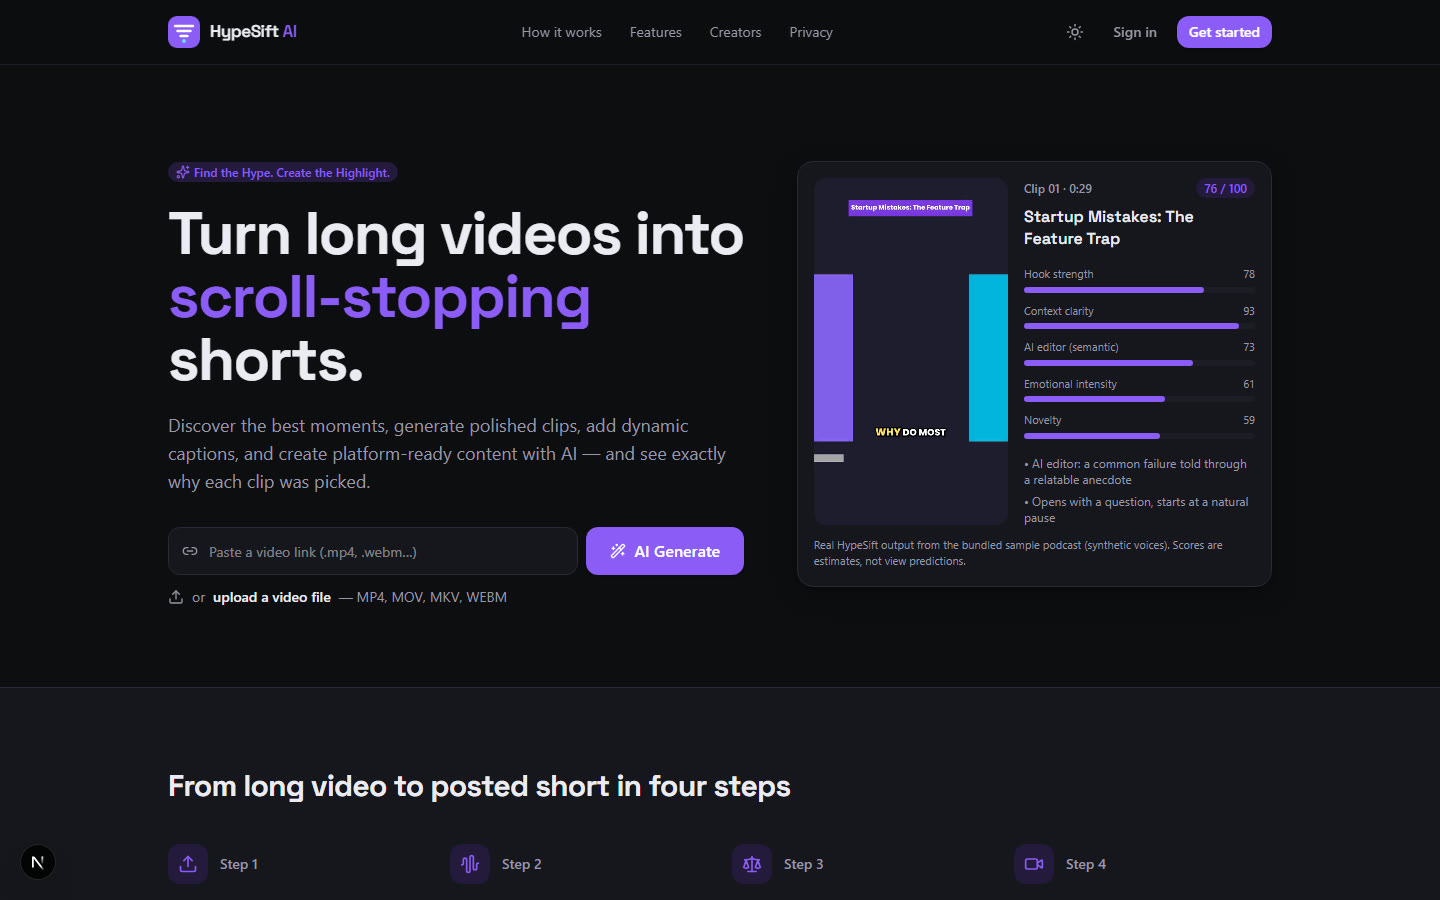 HypeSift AI
How it works
Features
Creators
Privacy
Sign in
Get started
Find the Hype. Create the Highlight.
Turn long videos into
scroll-stopping
shorts.
Discover the best moments, generate polished clips, add dynamic
captions, and create platform-ready content with AI — and see exactly
why each clip was picked.
Paste a video link (.mp4, .webm...)
AI Generate
or upload a video file — MP4, MOV, MKV, WEBM
Startup Mistakes: The Feature Trap
WHY DO MOST
Clip 01 · 0:29
76 / 100
Startup Mistakes: The
Feature Trap
Hook strength 78
Context clarity 93
AI editor (semantic) 73
Emotional intensity 61
Novelty 59
• AI editor: a common failure told through
a relatable anecdote
• Opens with a question, starts at a natural
pause
Real HypeSift output from the bundled sample podcast (synthetic voices). Scores are
estimates, not view predictions.
From long video to posted short in four steps
Step 1
Step 2
Step 3
Step 4
N